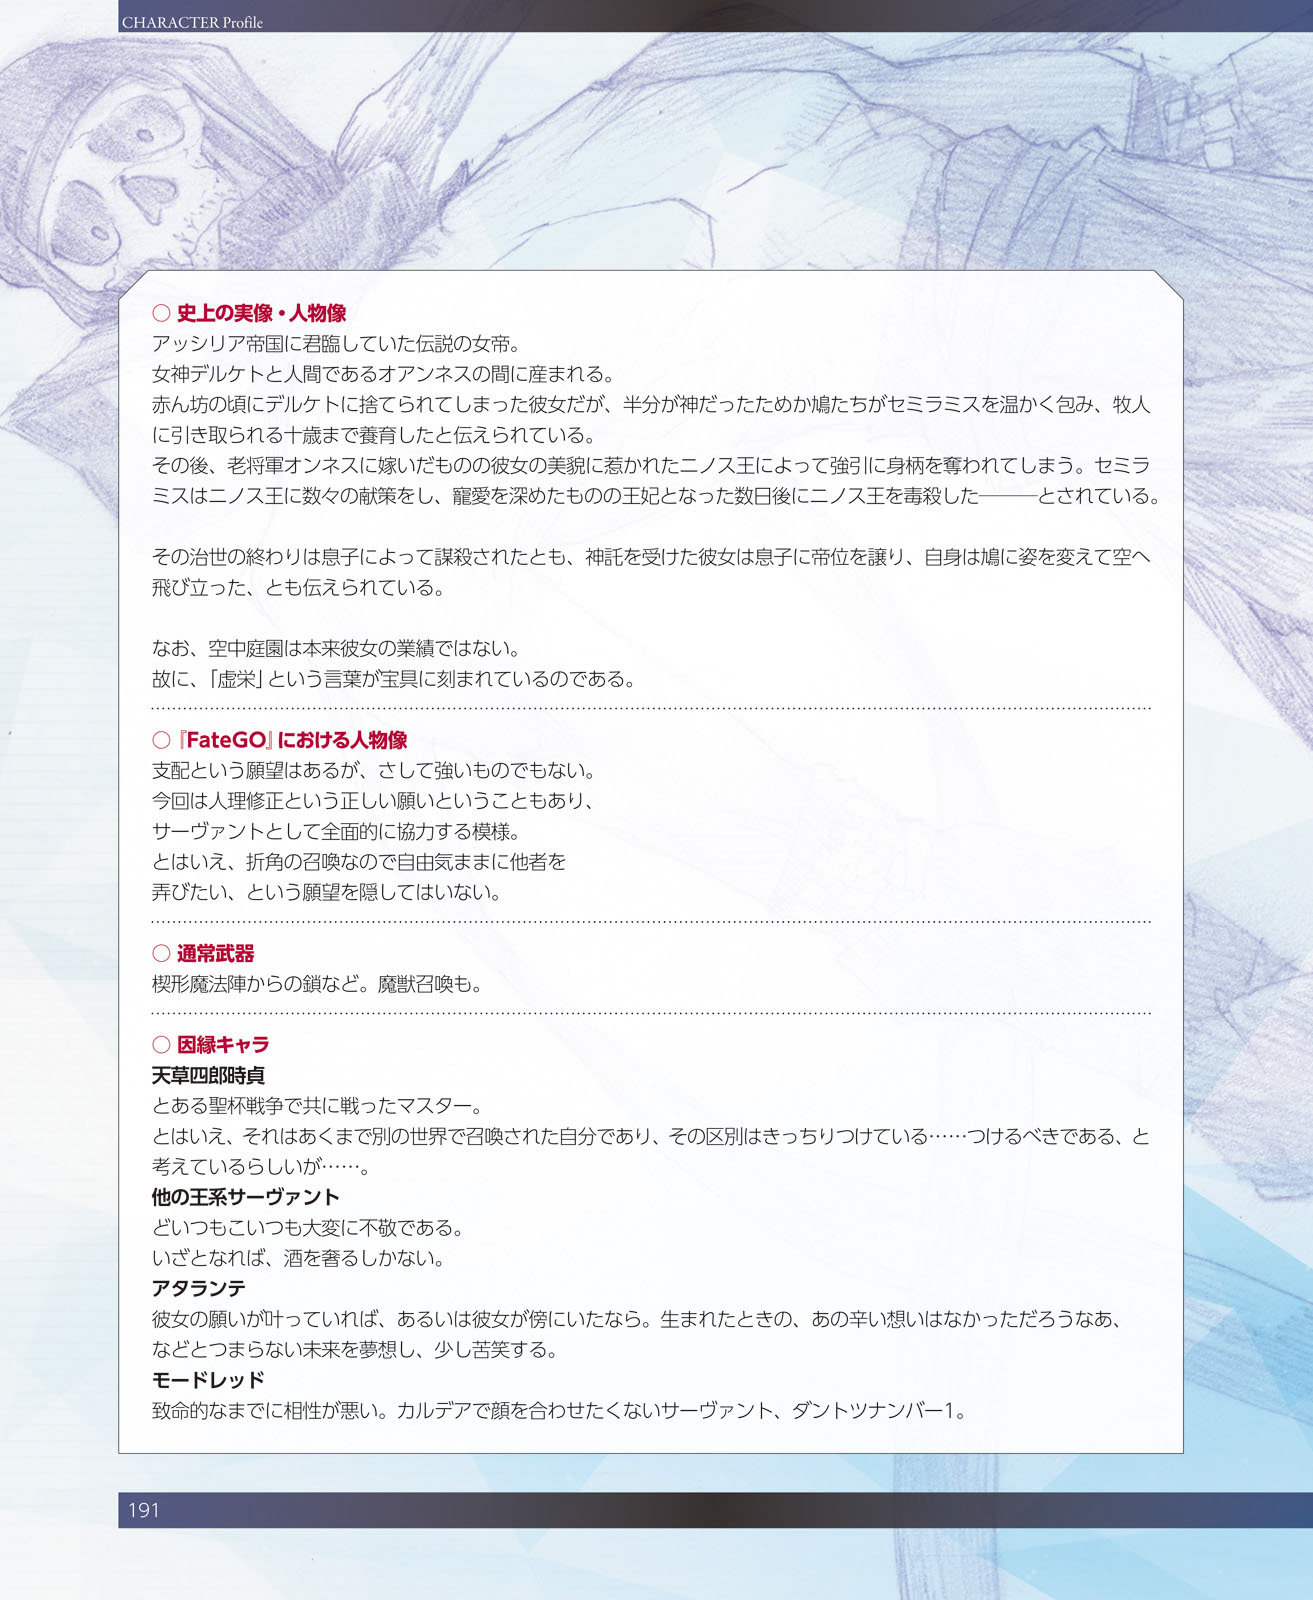 CHARACTER Profile
○ 史上の実像・人物像
アッシリア帝国に君臨していた伝説の女帝。
女神デルケトと人間であるオアンネスの間に産まれる。
赤ん坊の頃にデルケトに捨てられてしまった彼女だが、半分が神だったためか鳩たちがセミラミスを温かく包み、牧人
に引き取られる十歳まで養育したと伝えられている。
その後、老将軍オンネスに嫁いだものの彼女の美貌に惹かれたニノス王によって強引に身柄を奪われてしまう。セミラ
ミスはニノス王に数々の献策をし、寵愛を深めたものの王妃となった数日後にニノス王を毒殺した―――とされている。
その治世の終わりは息子によって謀殺されたとも、神託を受けた彼女は息子に帝位を譲り、自身は鳩に姿を変えて空へ
飛び立った、とも伝えられている。
なお、空中庭園は本来彼女の業績ではない。
故に、「虚栄」という言葉が宝具に刻まれているのである。
○ 『FateGO』における人物像
支配という願望はあるが、さして強いものでもない。
今回は人理修正という正しい願いということもあり、
サーヴァントとして全面的に協力する模様。
とはいえ、折角の召喚なので自由気ままに他者を
弄びたい、という願望を隠してはいない。
○ 通常武器
楔形魔法陣からの鎖など。魔獣召喚も。
○ 因縁キャラ
天草四郎時貞
とある聖杯戦争で共に戦ったマスター。
とはいえ、それはあくまで別の世界で召喚された自分であり、その区別はきっちりつけている……つけるべきである、と
考えているらしいが……。
他の王系サーヴァント
どいつもこいつも大変に不敬である。
いざとなれば、酒を奢るしかない。
アタランテ
彼女の願いが叶っていれば、あるいは彼女が傍にいたなら。生まれたときの、あの辛い想いはなかっただろうなあ、
などとつまらない未来を夢想し、少し苦笑する。
モードレッド
致命的なまでに相性が悪い。カルデアで顔を合わせたくないサーヴァント、ダントツナンバー1。
191